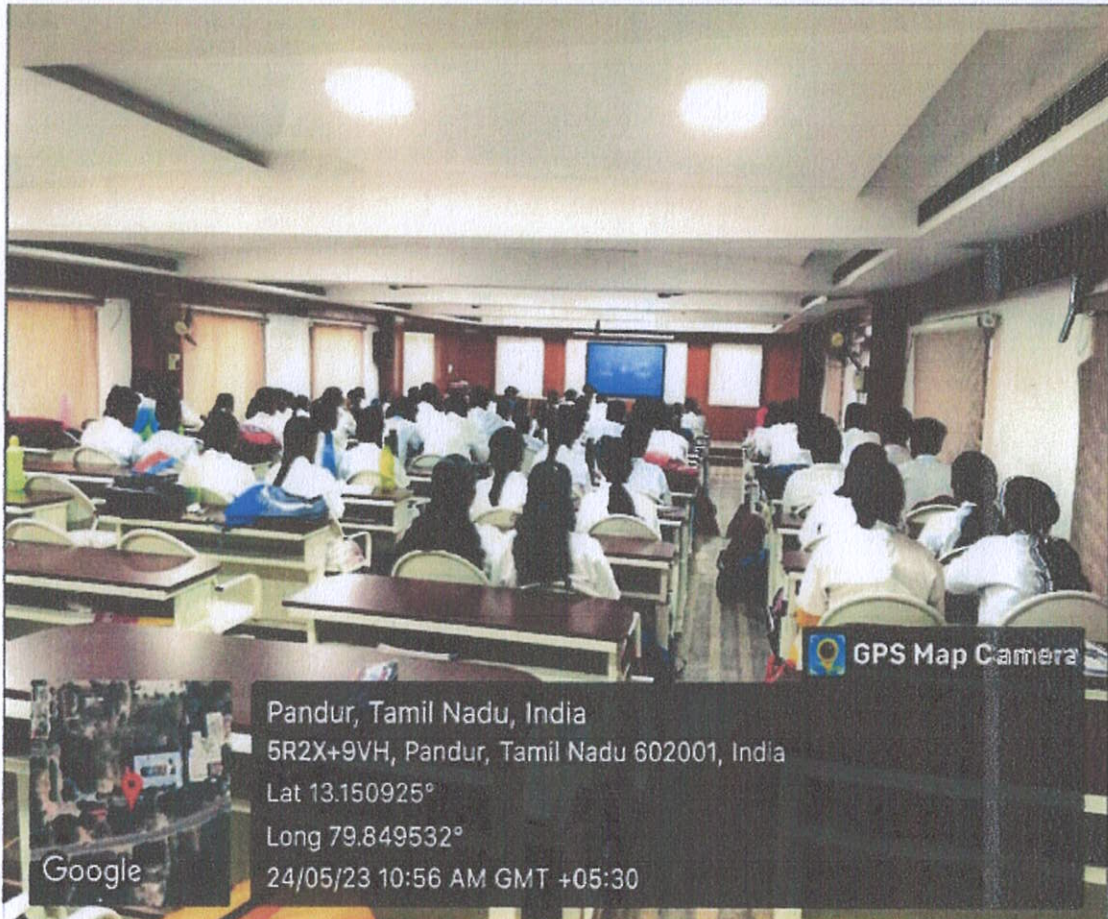 GPS Map Camera
Pandur, Tamil Nadu, India
5R2X+9VH, Pandur, Tamil Nadu 602001, India
Lat 13.150925°
Long 79.849532°
24/05/23 10:56 AM GMT +05:30
Google